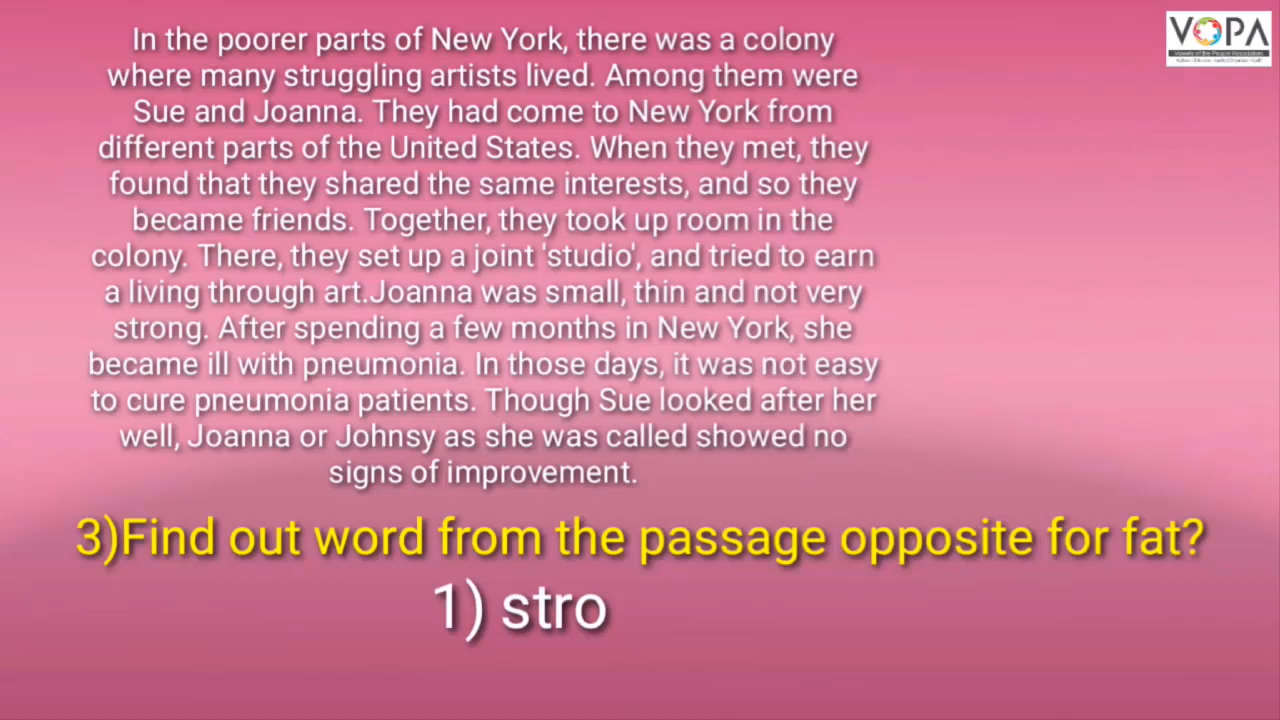 In the poorer parts of New York, there was a colony
where many struggling artists lived. Among them were
Sue and Joanna. They had come to New York from
different parts of the United States. When they met, they
found that they shared the same interests, and so they
became friends. Together, they took up room in the
colony. There, they set up a joint 'studio', and tried to earn
a living through art.Joanna was small, thin and not very
strong. After spending a few months in New York, she
became ill with pneumonia. In those days, it was not easy
to cure pneumonia patients. Though Sue looked after her
well, Joanna or Johnsy as she was called showed no
signs of improvement.
3)Find out word from the passage opposite for fat?
1) stro
VOPA